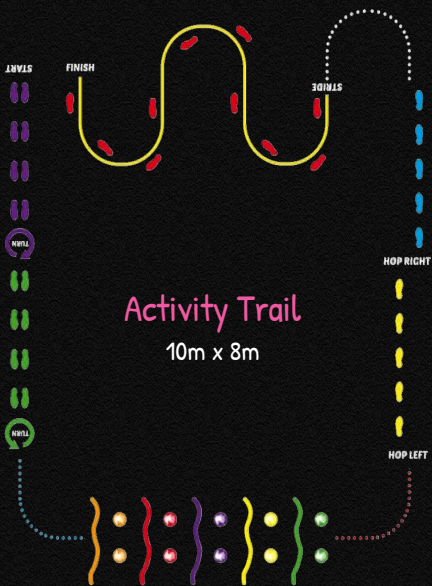 START
FINISH
STRIDE
TURN
HOP RIGHT
Activity Trail
10m x 8m
TURN
HOP LEFT